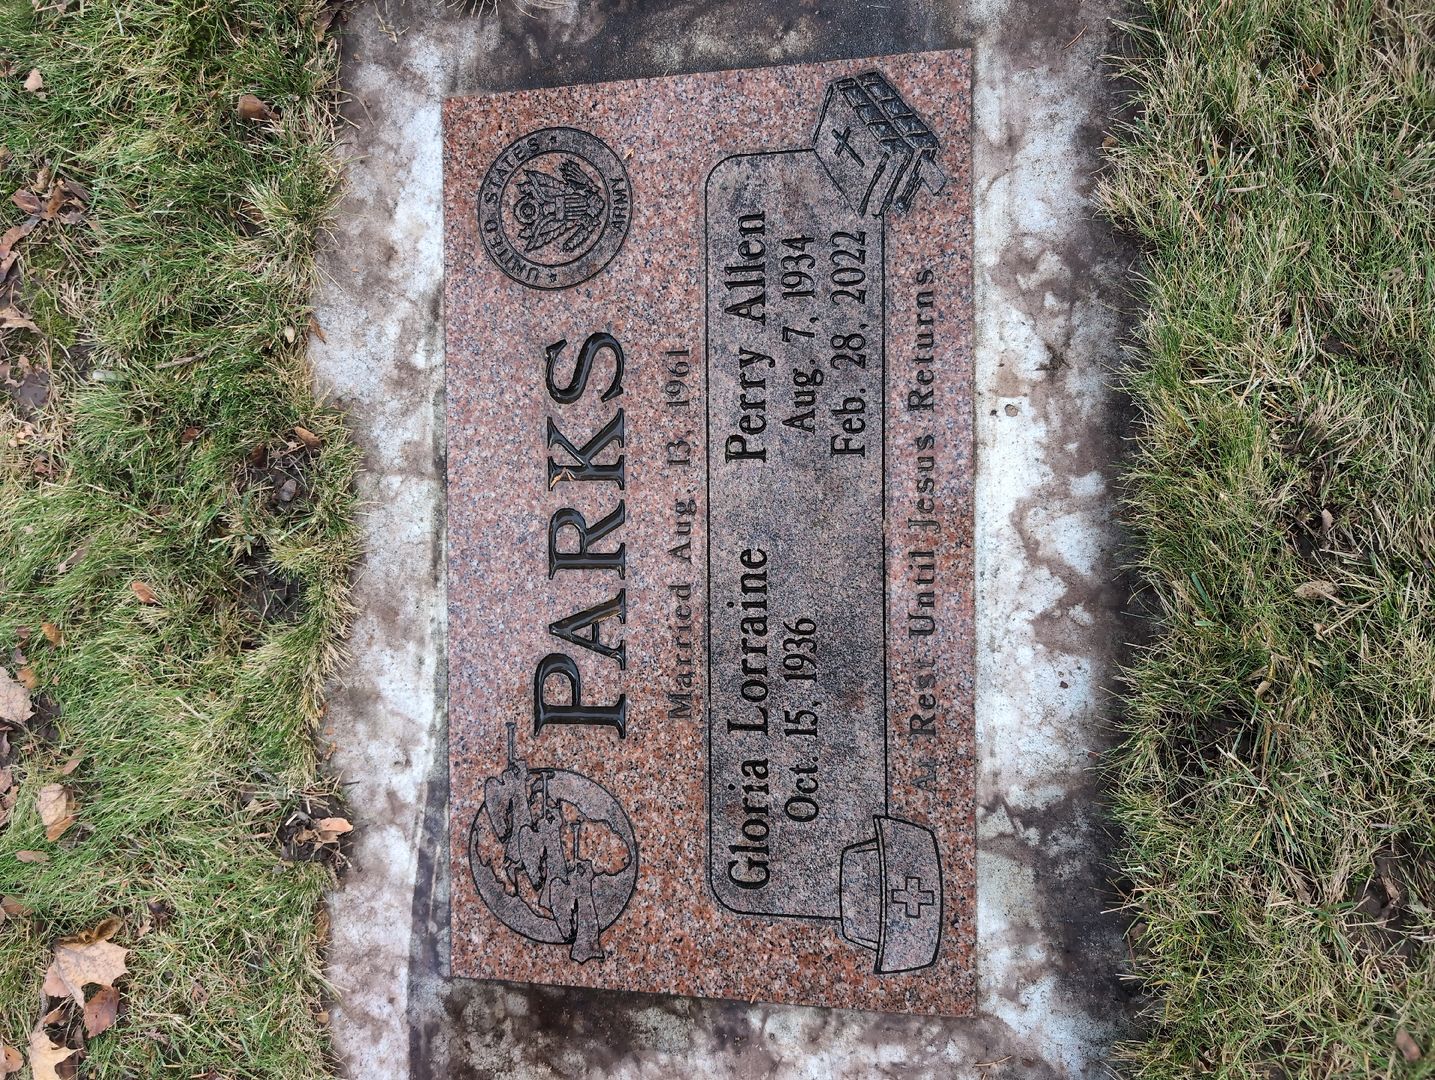 UNITED STATES
ARMY
PARKS
Married Aug. 13, 1961
Gloria Lorraine
Oct. 15, 1936
Perry Allen
Aug. 7, 1934
Feb. 28, 2022
At Rest Until Jesus Returns